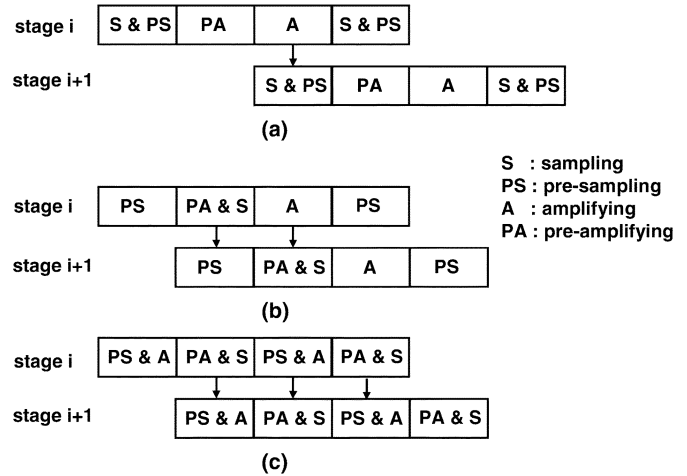 stage i S & PS PA A S & PS
stage i+1 S & PS PA A S & PS
(a)
stage i PS PA & S A PS
stage i+1 PS PA & S A PS
(b)
stage i PS & A PA & S PS & A PA & S
stage i+1 PS & A PA & S PS & A PA & S
(c)
S : sampling
PS : pre-sampling
A : amplifying
PA : pre-amplifying